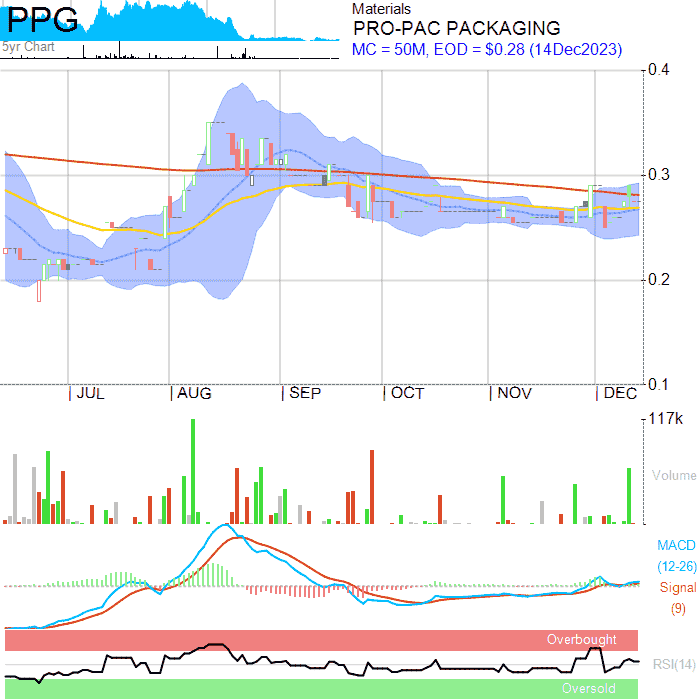 PPG
5yr Chart
Materials
PRO-PAC PACKAGING
MC = 50M, EOD = $0.28 (14Dec2023)
0.4
0.3
0.2
0.1
JUL AUG SEP OCT NOV DEC
117k
Volume
MACD
(12-26)
Signal
(9)
Overbought
RSI(14)
Oversold